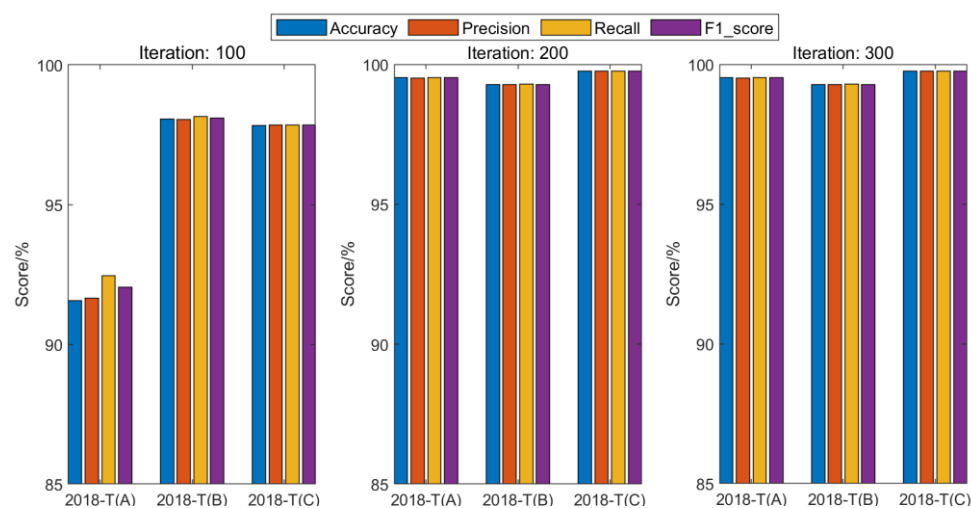 Accuracy Precision Recall F1_score
Iteration: 100
100
95
90
85
Score/%
2018-T(A) 2018-T(B) 2018-T(C)
Iteration: 200
100
95
90
85
Score/%
2018-T(A) 2018-T(B) 2018-T(C)
Iteration: 300
100
95
90
85
Score/%
2018-T(A) 2018-T(B) 2018-T(C)